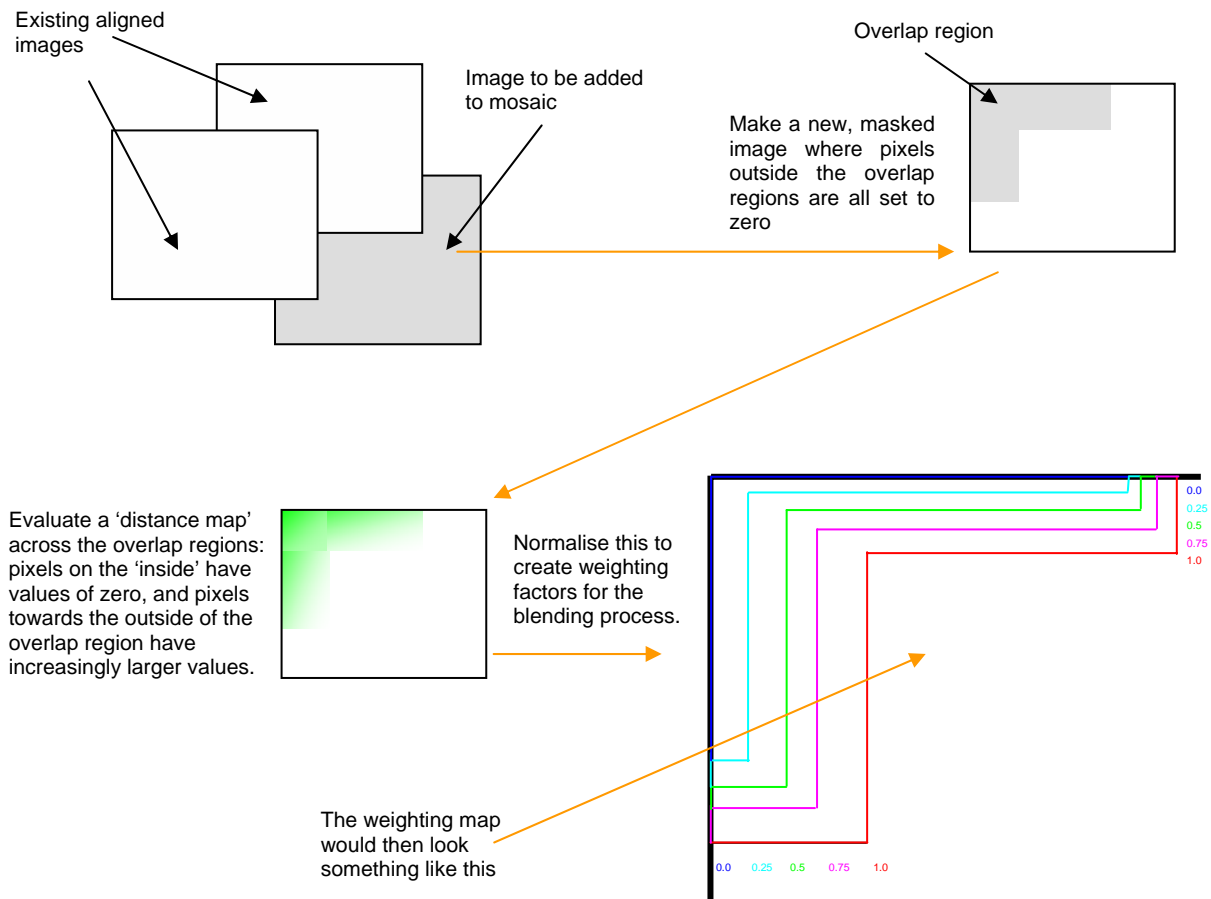 Existing aligned
images
Image to be added
to mosaic
Overlap region
Make a new, masked
image where pixels
outside the overlap
regions are all set to
zero
Evaluate a ‘distance map’
across the overlap regions:
pixels on the ‘inside’ have
values of zero, and pixels
towards the outside of the
overlap region have
increasingly larger values.
Normalise this to
create weighting
factors for the
blending process.
0.0
0.25
0.5
0.75
1.0
The weighting map
would then look
something like this
0.0 0.25 0.5 0.75 1.0